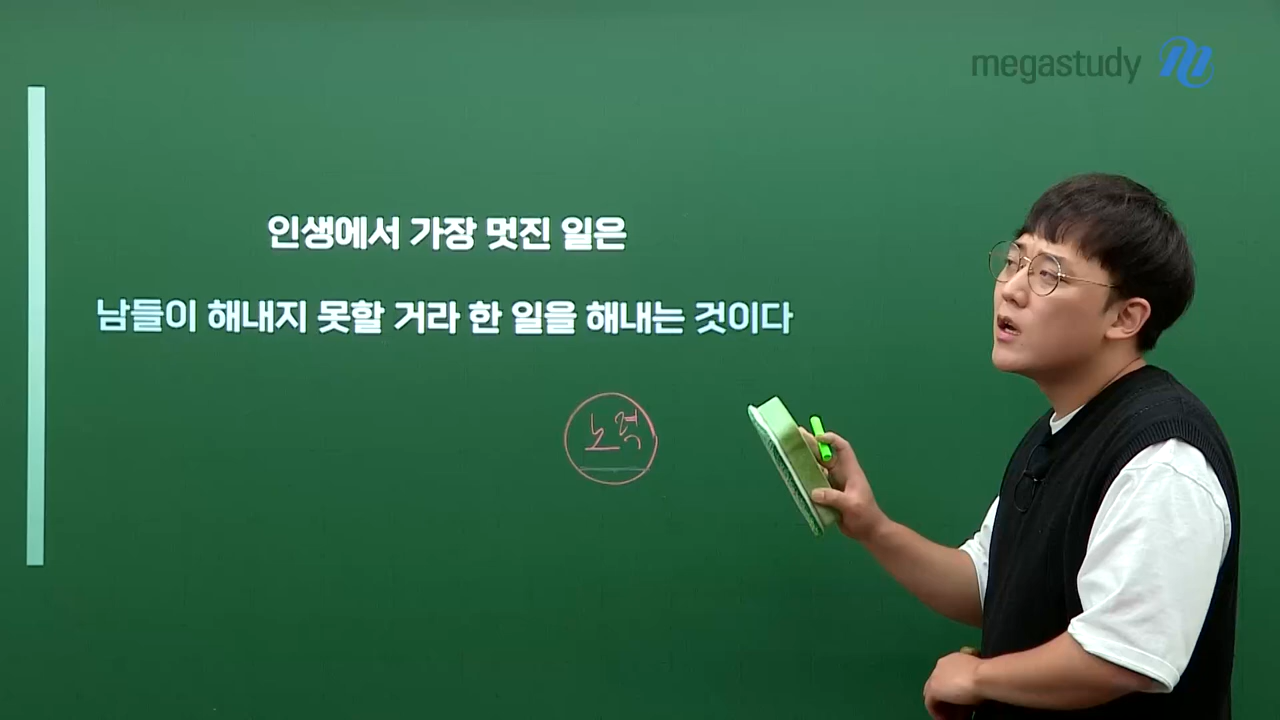 megastudy
인생에서 가장 멋진 일은
남들이 해내지 못할 거라 한 일을 해내는 것이다
노력